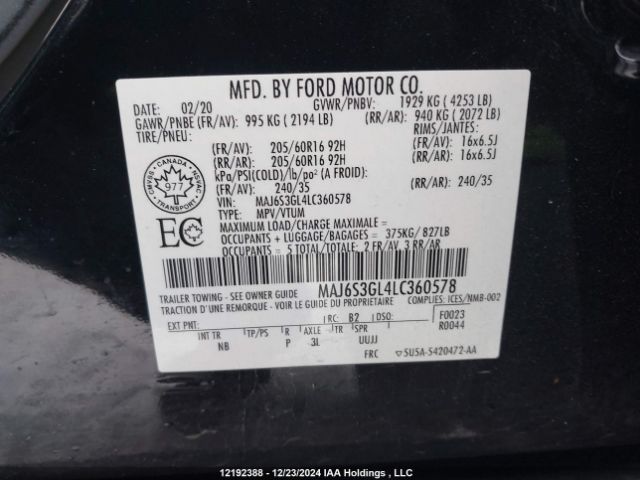 MFD. BY FORD MOTOR CO.
DATE: 02/20 GVWR/PNBV: 1929 KG ( 4253 LB)
GAWR/PNBE (FR/AV): 995 KG ( 2194 LB) (RR/AR): 940 KG ( 2072 LB)
TIRE/PNEU: RIMS/JANTES:
(FR/AV): 205/60R16 92H (FR/AV): 16x6.5J
(RR/AR): 205/60R16 92H (RR/AR): 16x6.5J
kPa/PSI(COLD)/lb/po² (A FROID):
(FR/AV): 240/35 (RR/AR): 240/35
VIN: MAJ6S3GL4LC360578
TYPE: MPV/VTUM
CANADA
CMVSS NSVAC
977
TRANSPORT
EC
MAXIMUM LOAD/CHARGE MAXIMALE =
OCCUPANTS + LUGGAGE/BAGAGES = 375KG/ 827LB
OCCUPANTS = 5 TOTAL/TOTALE: 2 FR/AV, 3 RR/AR
MAJ6S3GL4LC360578
TRAILER TOWING - SEE OWNER GUIDE COMPLIES: ICES/NMB-002
TRACTION D'UNE REMORQUE - VOIR LE GUIDE DU PROPRIETAIRE
EXT PNT: RC: B2 DSO: F0023
INT TR TP/PS R AXLE TR SPR R0044
NB P 3L UUJJ
FRC ▽5U5A-5420472-AA
12192388 - 12/23/2024 IAA Holdings , LLC